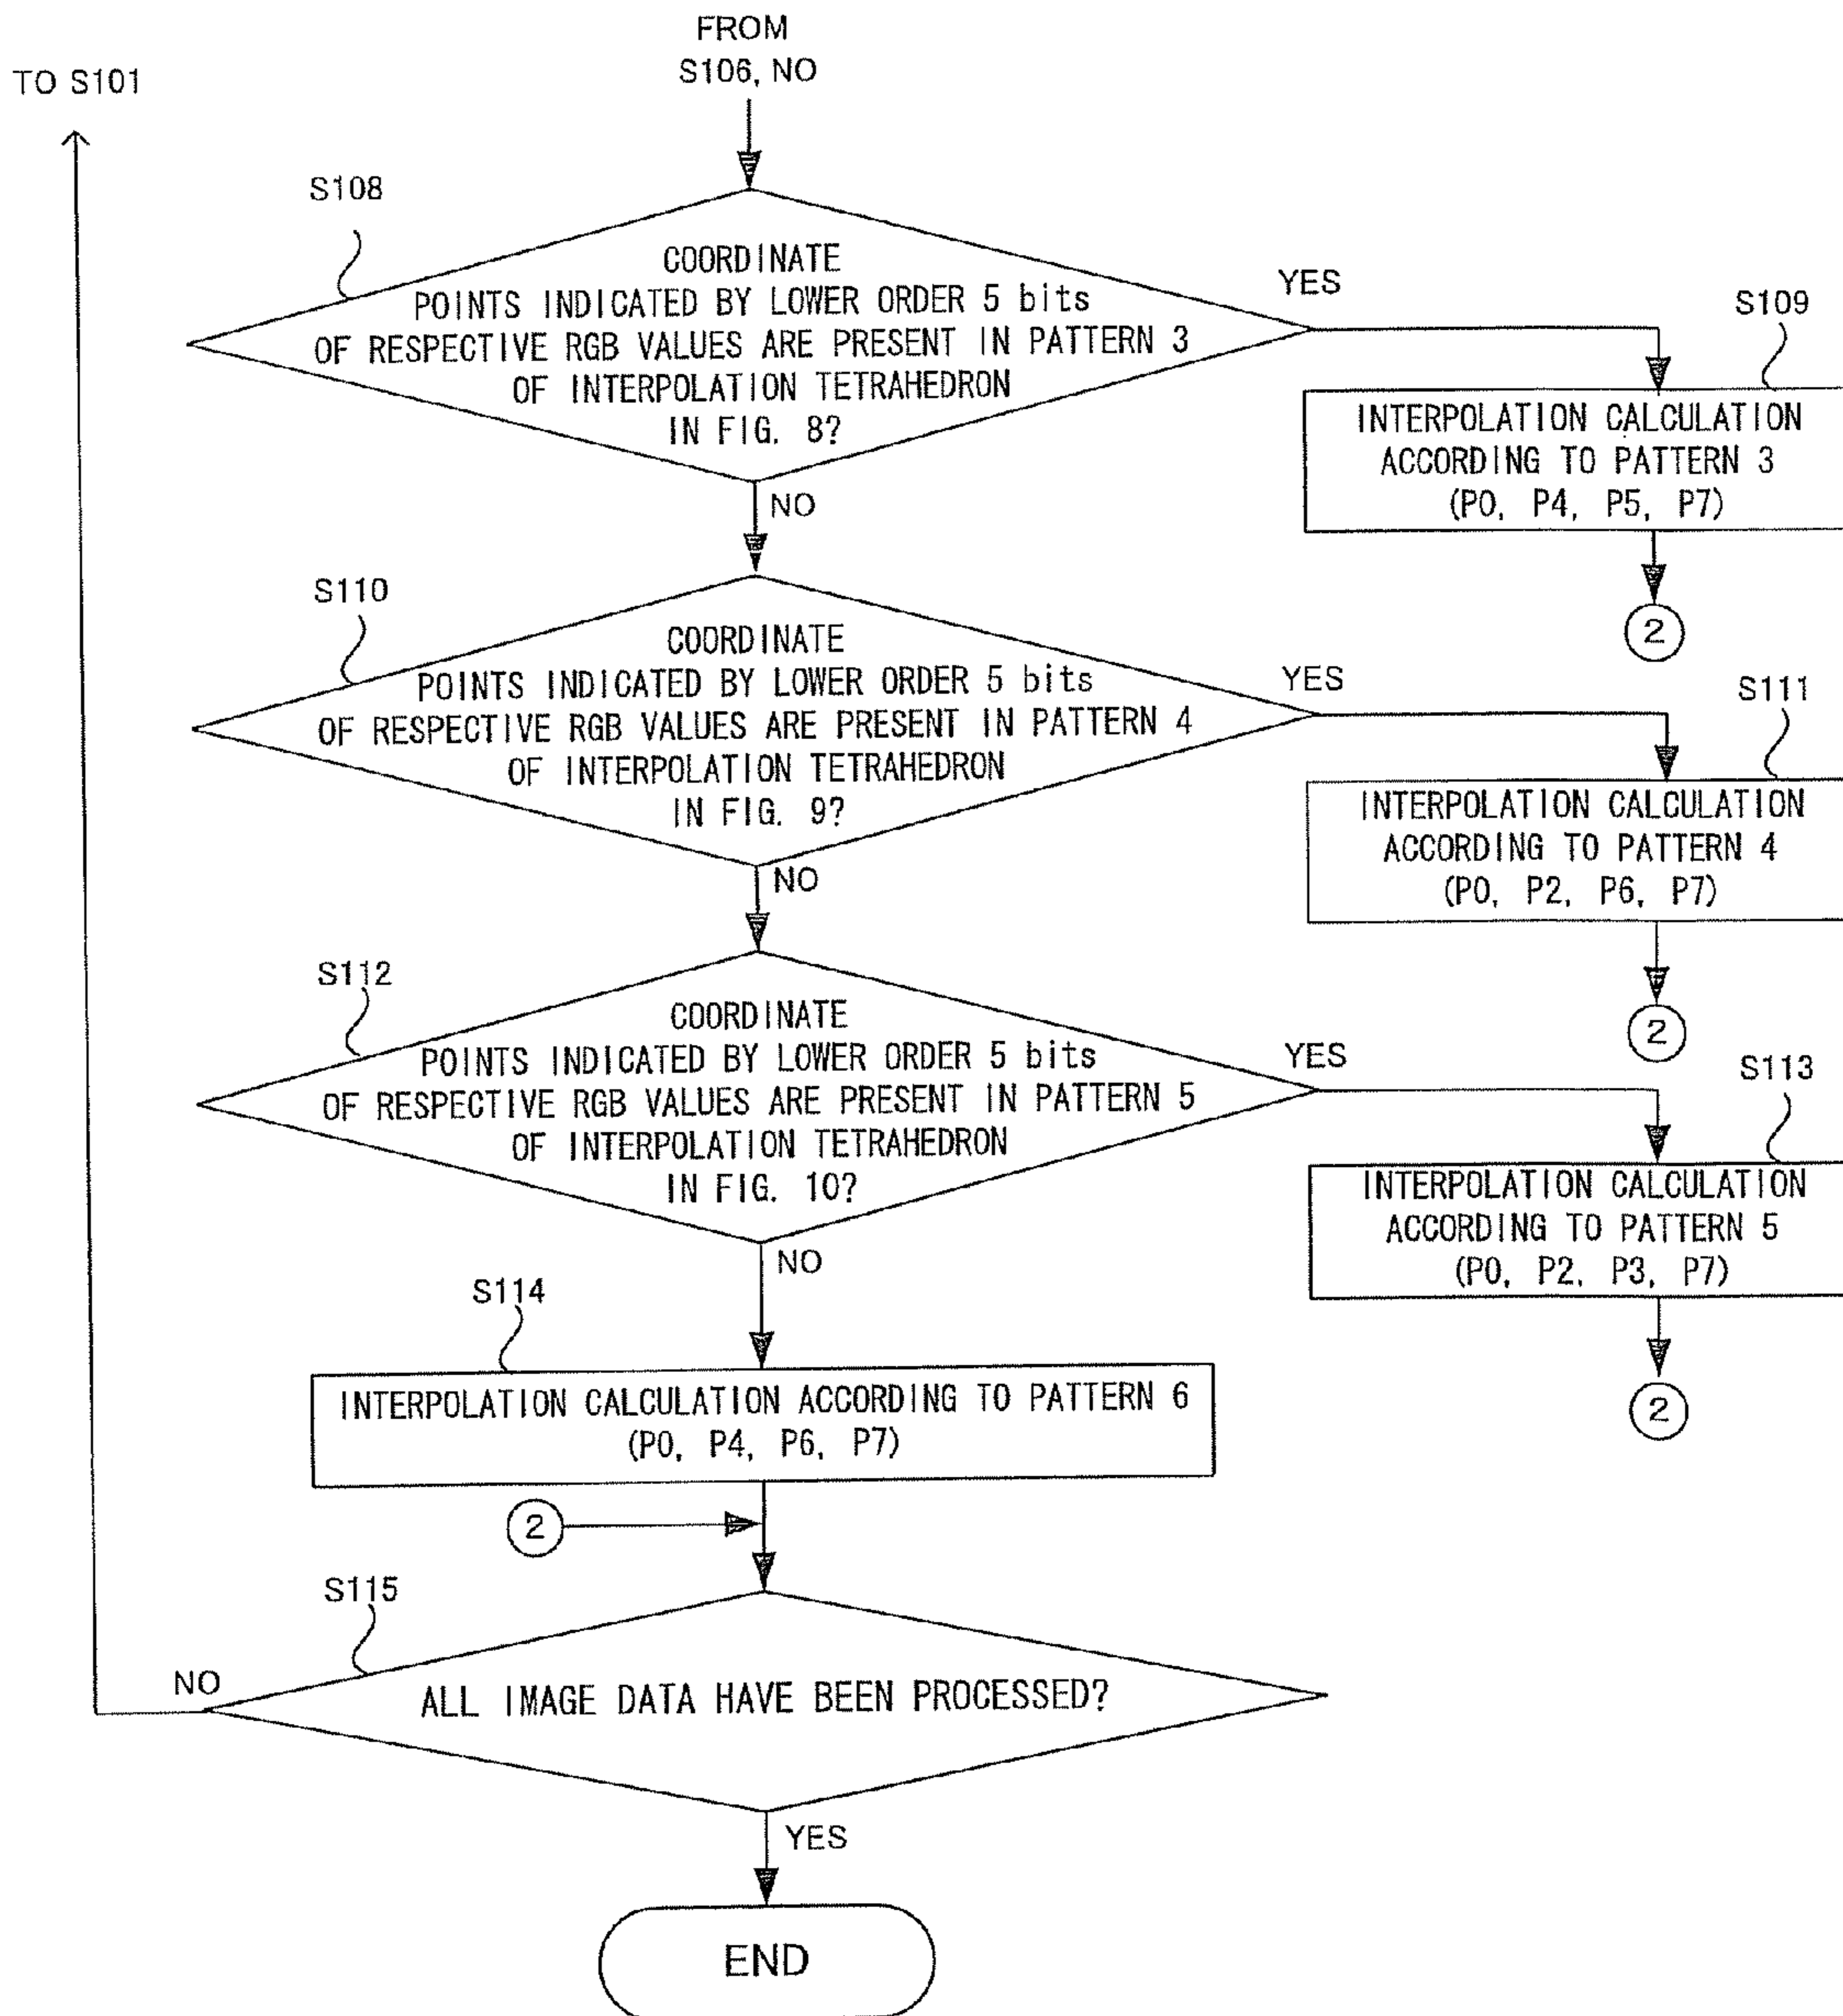 FROM
S106, NO
TO S101
S108
COORDINATE
POINTS INDICATED BY LOWER ORDER 5 bits
OF RESPECTIVE RGB VALUES ARE PRESENT IN PATTERN 3
OF INTERPOLATION TETRAHEDRON
IN FIG. 8?
YES
S109
INTERPOLATION CALCULATION
ACCORDING TO PATTERN 3
(P0, P4, P5, P7)
2
NO
S110
COORDINATE
POINTS INDICATED BY LOWER ORDER 5 bits
OF RESPECTIVE RGB VALUES ARE PRESENT IN PATTERN 4
OF INTERPOLATION TETRAHEDRON
IN FIG. 9?
YES
S111
INTERPOLATION CALCULATION
ACCORDING TO PATTERN 4
(P0, P2, P6, P7)
2
NO
S112
COORDINATE
POINTS INDICATED BY LOWER ORDER 5 bits
OF RESPECTIVE RGB VALUES ARE PRESENT IN PATTERN 5
OF INTERPOLATION TETRAHEDRON
IN FIG. 10?
YES
S113
INTERPOLATION CALCULATION
ACCORDING TO PATTERN 5
(P0, P2, P3, P7)
2
NO
S114
INTERPOLATION CALCULATION ACCORDING TO PATTERN 6
(P0, P4, P6, P7)
2
S115
NO
ALL IMAGE DATA HAVE BEEN PROCESSED?
YES
END